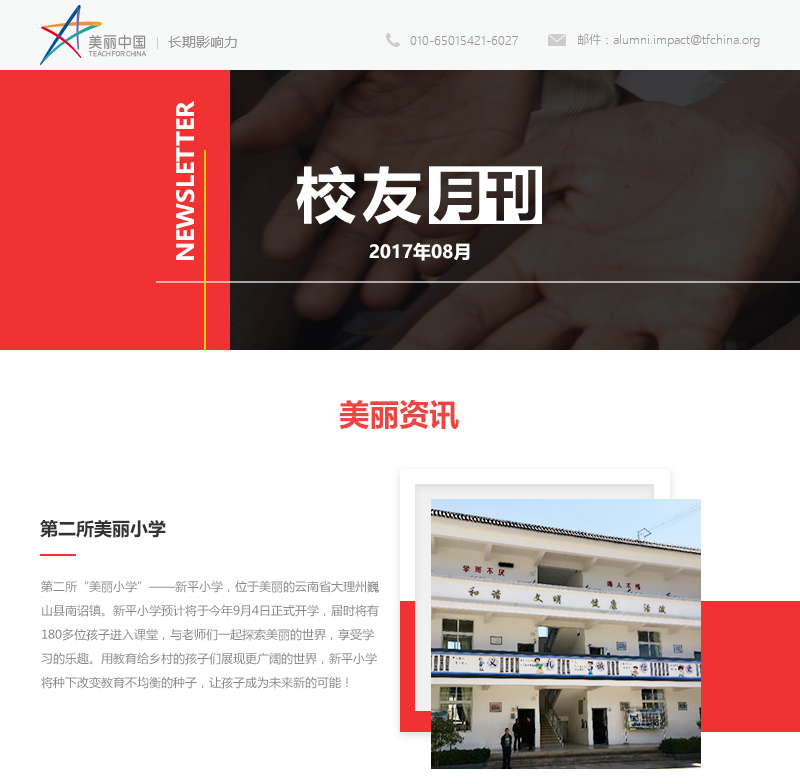 美丽中国
TEACH FOR CHINA
长期影响力
010-65015421-6027
邮件：alumni.impact@tfchina.org
NEWSLETTER
校友月刊
2017年08月
美丽资讯
第二所美丽小学
第二所“美丽小学”——新平小学，位于美丽的云南省大理州巍
山县南诏镇。新平小学预计将于今年9月4日正式开学，届时将有
180多位孩子进入课堂，与老师们一起探索美丽的世界，享受学
习的乐趣。用教育给乡村的孩子们展现更广阔的世界，新平小学
将种下改变教育不均衡的种子，让孩子成为未来新的可能！
学而不厌
诲人不倦
和谐 文明 健康 活泼
义 礼 智 信